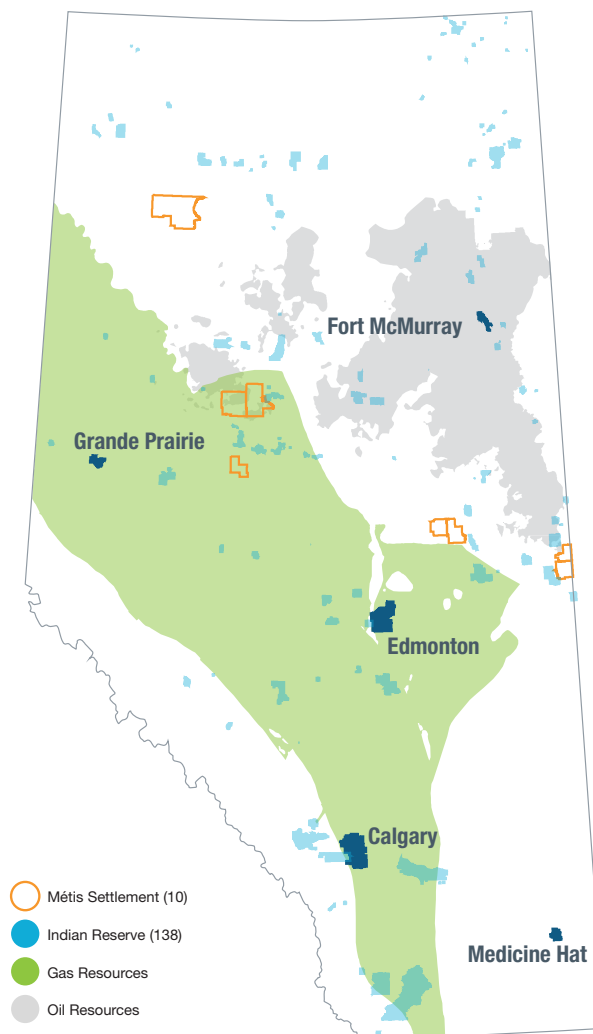 Fort McMurray
Grande Prairie
Edmonton
Calgary
Medicine Hat
Métis Settlement (10)
Indian Reserve (138)
Gas Resources
Oil Resources